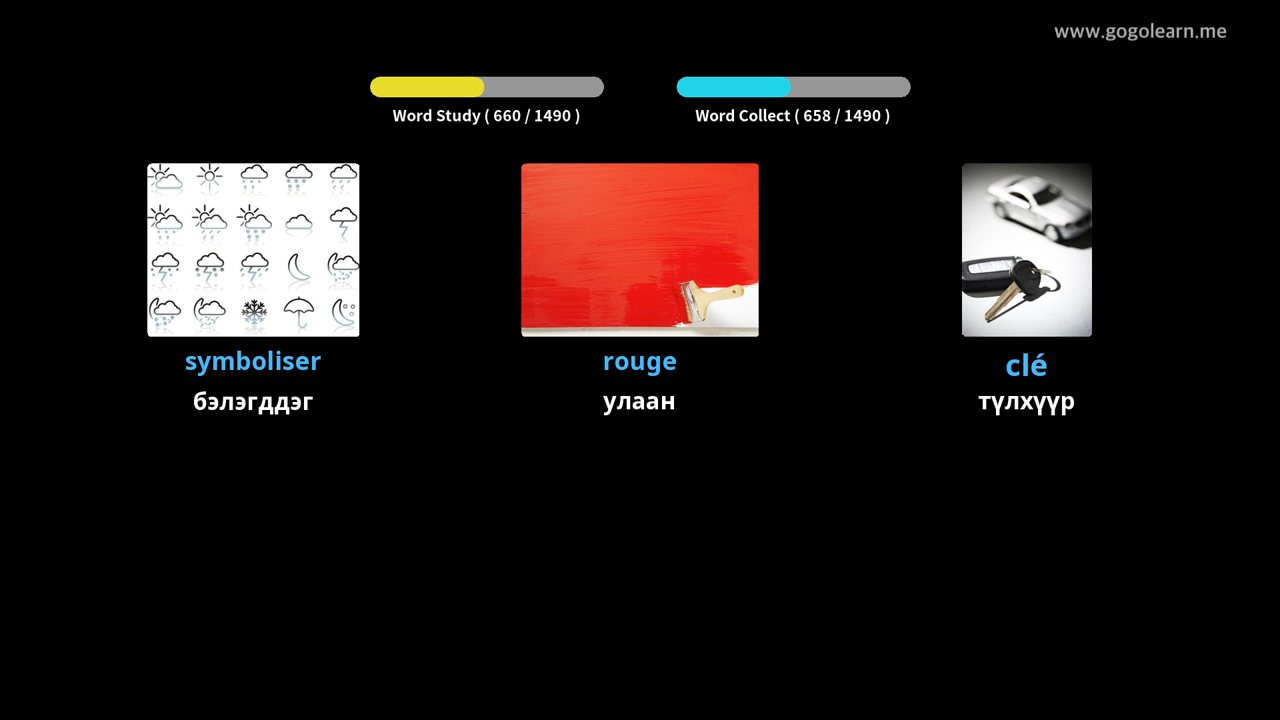 www.gogolearn.me
Word Study ( 660 / 1490 )
Word Collect ( 658 / 1490 )
symboliser
бэлэгддэг
rouge
улаан
clé
түлхүүр